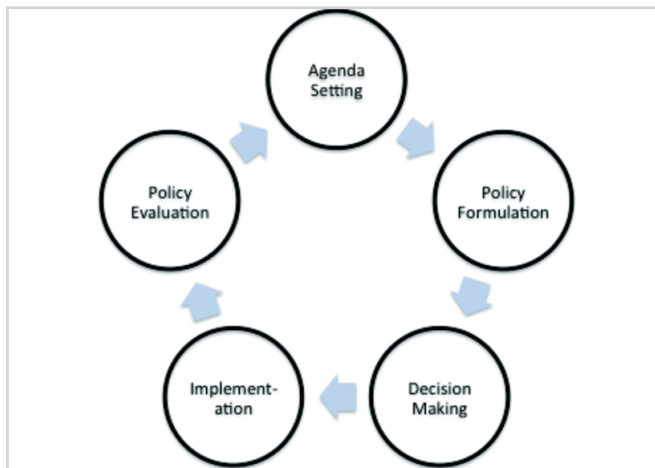 Agenda
Setting
Policy
Formulation
Decision
Making
Implement-
ation
Policy
Evaluation